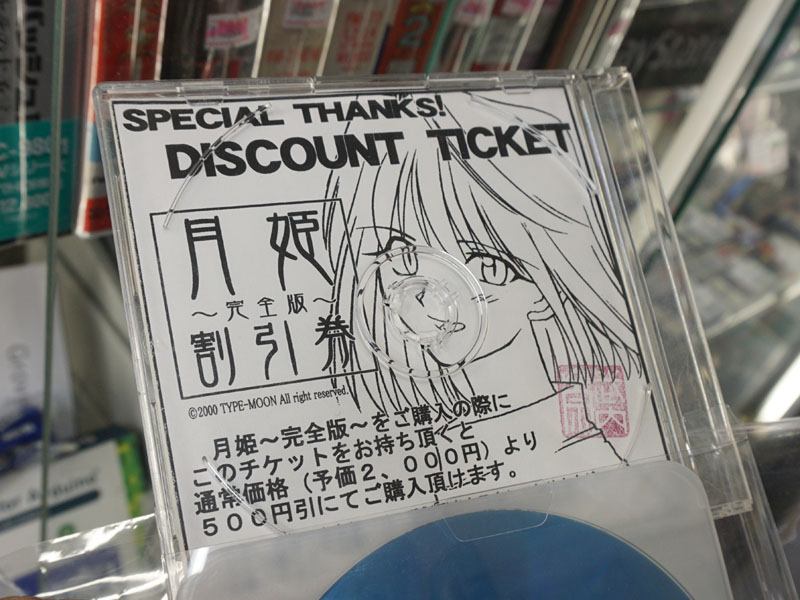 SPECIAL THANKS!
DISCOUNT TICKET
月姫
～完全版～
割引券
©2000 TYPE-MOON All right reserved.
月姫～完全版～をご購入の際に
このチケットをお持ち頂くと
通常価格（予価２、０００円）より
５００円引にてご購入頂けます。